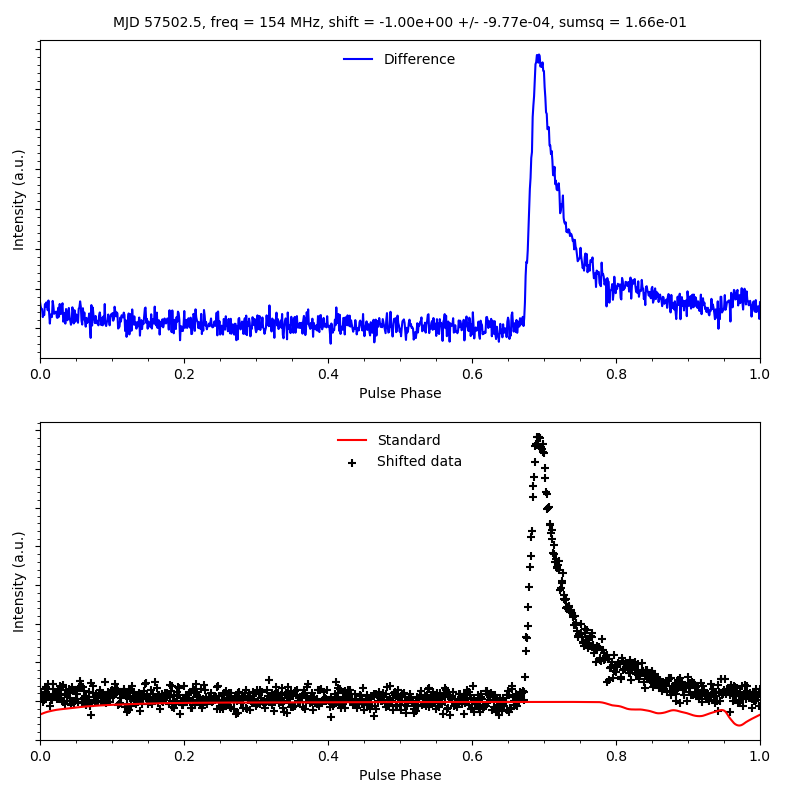 MJD 57502.5, freq = 154 MHz, shift = -1.00e+00 +/- -9.77e-04, sumsq = 1.66e-01
Difference
Intensity (a.u.)
0.0 0.2 0.4 0.6 0.8 1.0
Pulse Phase
Standard
Shifted data
Intensity (a.u.)
0.0 0.2 0.4 0.6 0.8 1.0
Pulse Phase